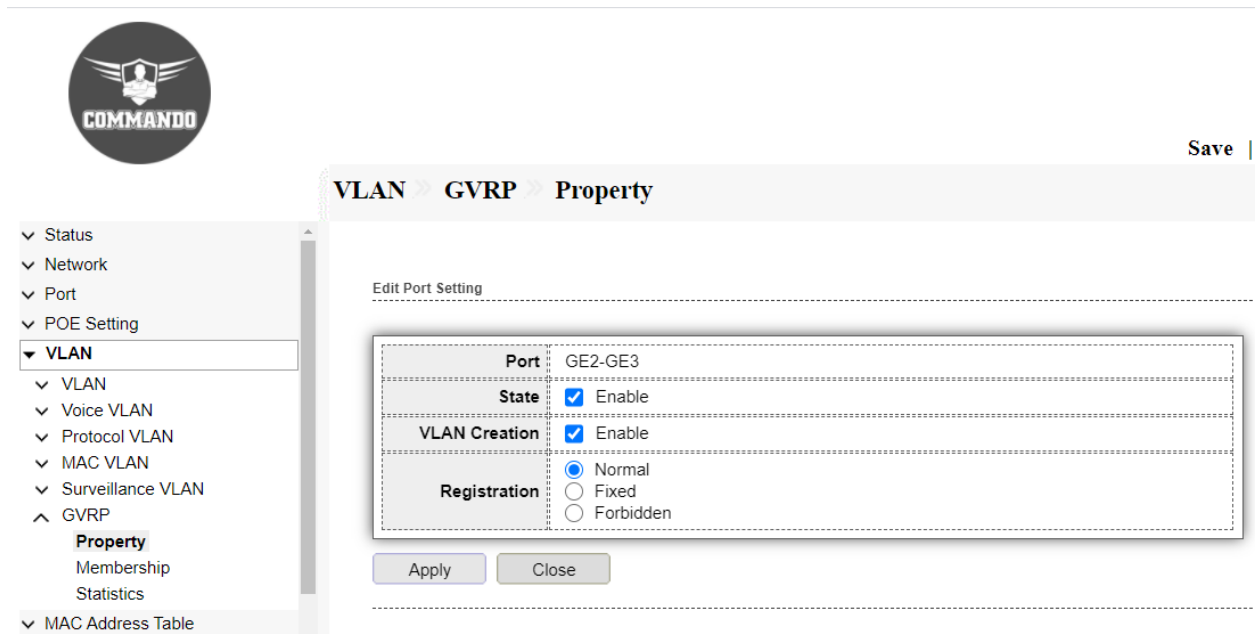 COMMANDO
Save |
VLAN » GVRP » Property
Status
Network
Port
POE Setting
VLAN
VLAN
Voice VLAN
Protocol VLAN
MAC VLAN
Surveillance VLAN
GVRP
Property
Membership
Statistics
MAC Address Table
Edit Port Setting
Port GE2-GE3
State Enable
VLAN Creation Enable
Registration
Normal
Fixed
Forbidden
Apply Close